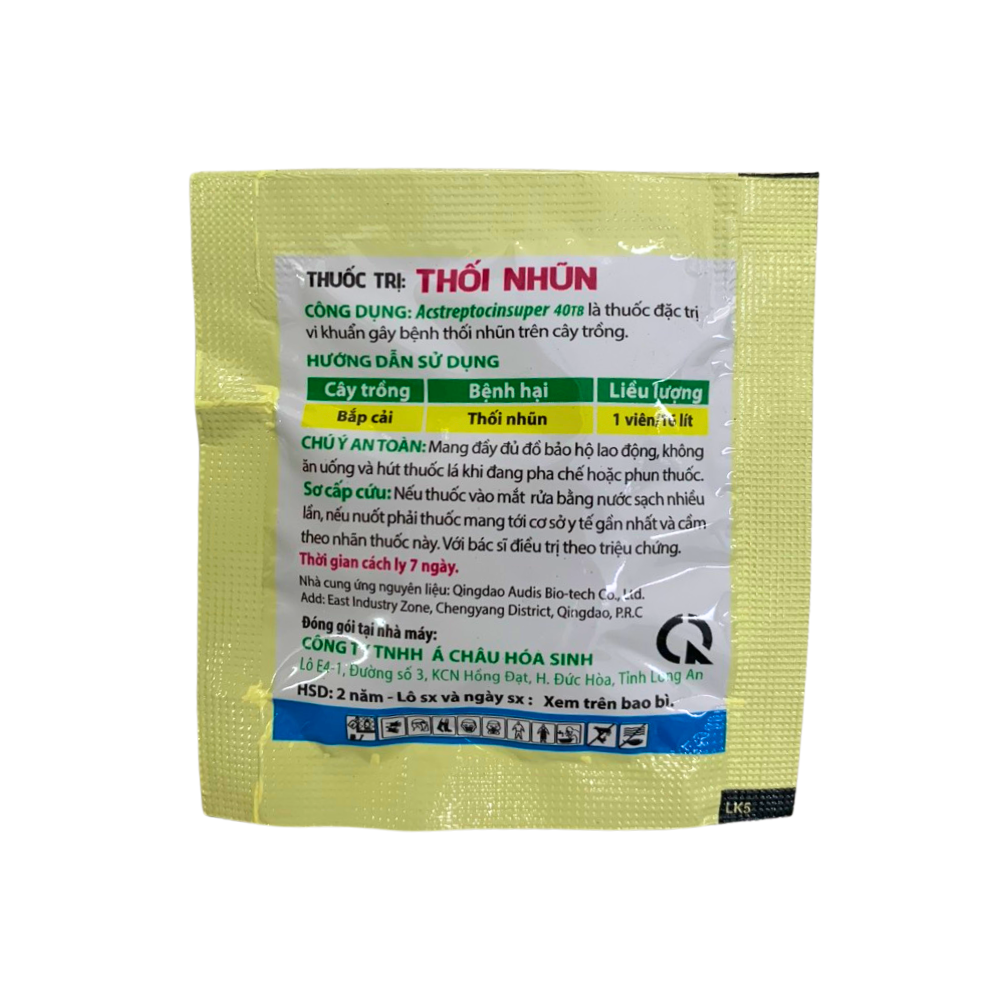 THUỐC TRỊ: THỐI NHŨN
CÔNG DỤNG: Acstreptocinsuper 40TB là thuốc đặc trị
vi khuẩn gây bệnh thối nhũn trên cây trồng.
HƯỚNG DẪN SỬ DỤNG
Cây trồng Bệnh hại Liều lượng
Bắp cải Thối nhũn 1 viên/16 lít
CHÚ Ý AN TOÀN: Mang đầy đủ đồ bảo hộ lao động, không
ăn uống và hút thuốc lá khi đang pha chế hoặc phun thuốc.
Sơ cấp cứu: Nếu thuốc vào mắt rửa bằng nước sạch nhiều
lần, nếu nuốt phải thuốc mang tới cơ sở y tế gần nhất và cầm
theo nhãn thuốc này. Với bác sĩ điều trị theo triệu chứng.
Thời gian cách ly 7 ngày.
Nhà cung ứng nguyên liệu: Qingdao Audis Bio-tech Co., Ltd.
Add: East Industry Zone, Chengyang District, Qingdao, P.R.C
Đóng gói tại nhà máy:
CÔNG TY TNHH Á CHÂU HÓA SINH
Lô E4-1, Đường số 3, KCN Hồng Đạt, H. Đức Hòa, Tỉnh Long An
HSD: 2 năm - Lô sx và ngày sx : Xem trên bao bì.
LK5